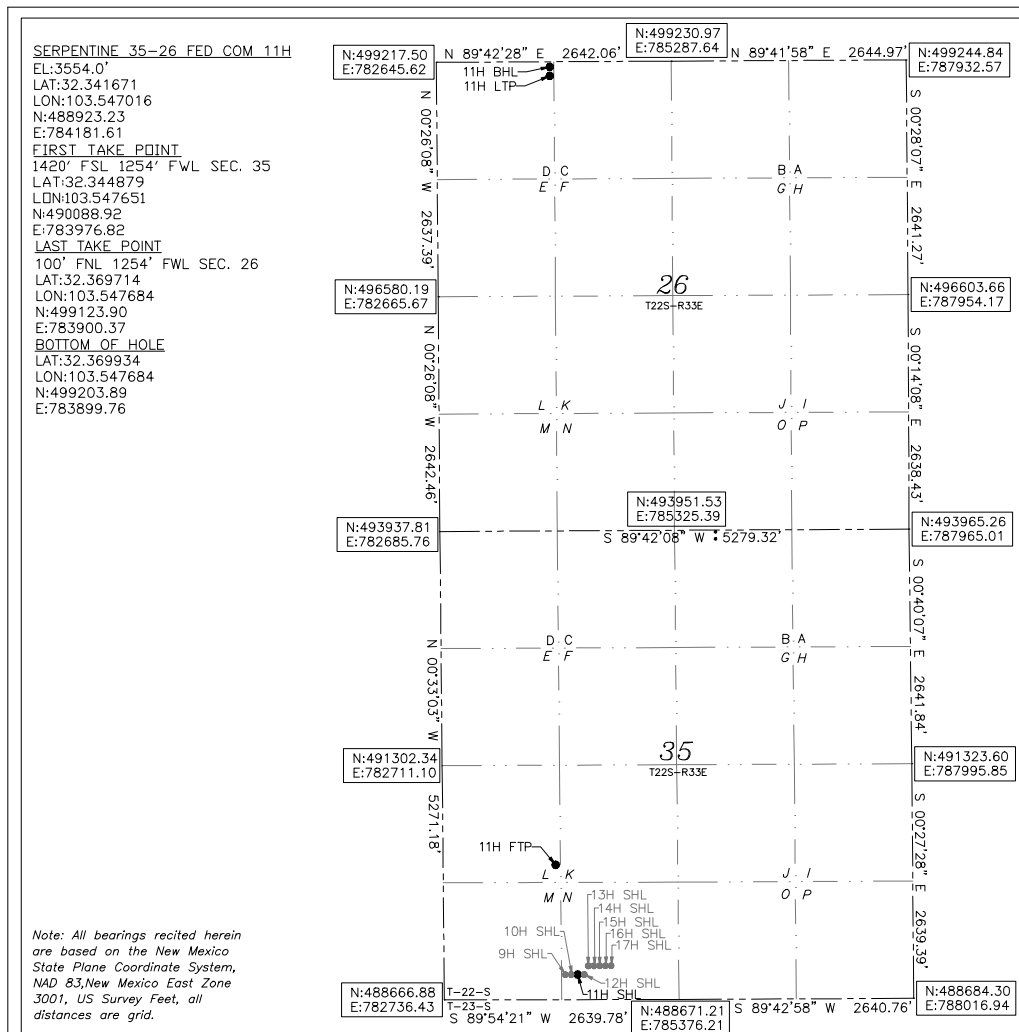 SERPENTINE 35-26 FED COM 11H
EL:3554.0'
LAT:32.341671
LON:103.547016
N:488923.23
E:784181.61
FIRST TAKE POINT
1420' FSL 1254' FWL SEC. 35
LAT:32.344879
LON:103.547651
N:490088.92
E:783976.82
LAST TAKE POINT
100' FNL 1254' FWL SEC. 26
LAT:32.369714
LON:103.547684
N:499123.90
E:783900.37
BOTTOM OF HOLE
LAT:32.369934
LON:103.547684
N:499203.89
E:783899.76
N:499217.50
E:782645.62
N 89°42'28" E 2642.06'
N:499230.97
E:785287.64
N 89°41'58" E 2644.97'
N:499244.84
E:787932.57
11H BHL
11H LTP
N 00°26'08" W 2637.39'
S 00°28'07" E 2641.27'
D C
E F
B A
G H
N:496580.19
E:782665.67
26
T22S-R33E
N:496603.66
E:787954.17
N 00°26'08" W 2642.46'
S 00°14'08" E 2638.43'
L K
M N
J I
O P
N:493937.81
E:782685.76
N:493951.53
E:785325.39
S 89°42'08" W : 5279.32'
N:493965.26
E:787965.01
N 00°33'03" W 5271.18'
S 00°40'07" E 2641.84'
D C
E F
B A
G H
N:491302.34
E:782711.10
35
T22S-R33E
N:491323.60
E:787995.85
S 00°27'28" E 2639.39'
11H FTP
L K
M N
J I
O P
13H SHL
14H SHL
15H SHL
16H SHL
17H SHL
10H SHL
9H SHL
12H SHL
11H SHL
N:488666.88
E:782736.43
T-22-S
T-23-S
S 89°54'21" W 2639.78'
N:488671.21
E:785376.21
S 89°42'58" W 2640.76'
N:488684.30
E:788016.94
Note: All bearings recited herein
are based on the New Mexico
State Plane Coordinate System,
NAD 83,New Mexico East Zone
3001, US Survey Feet, all
distances are grid.